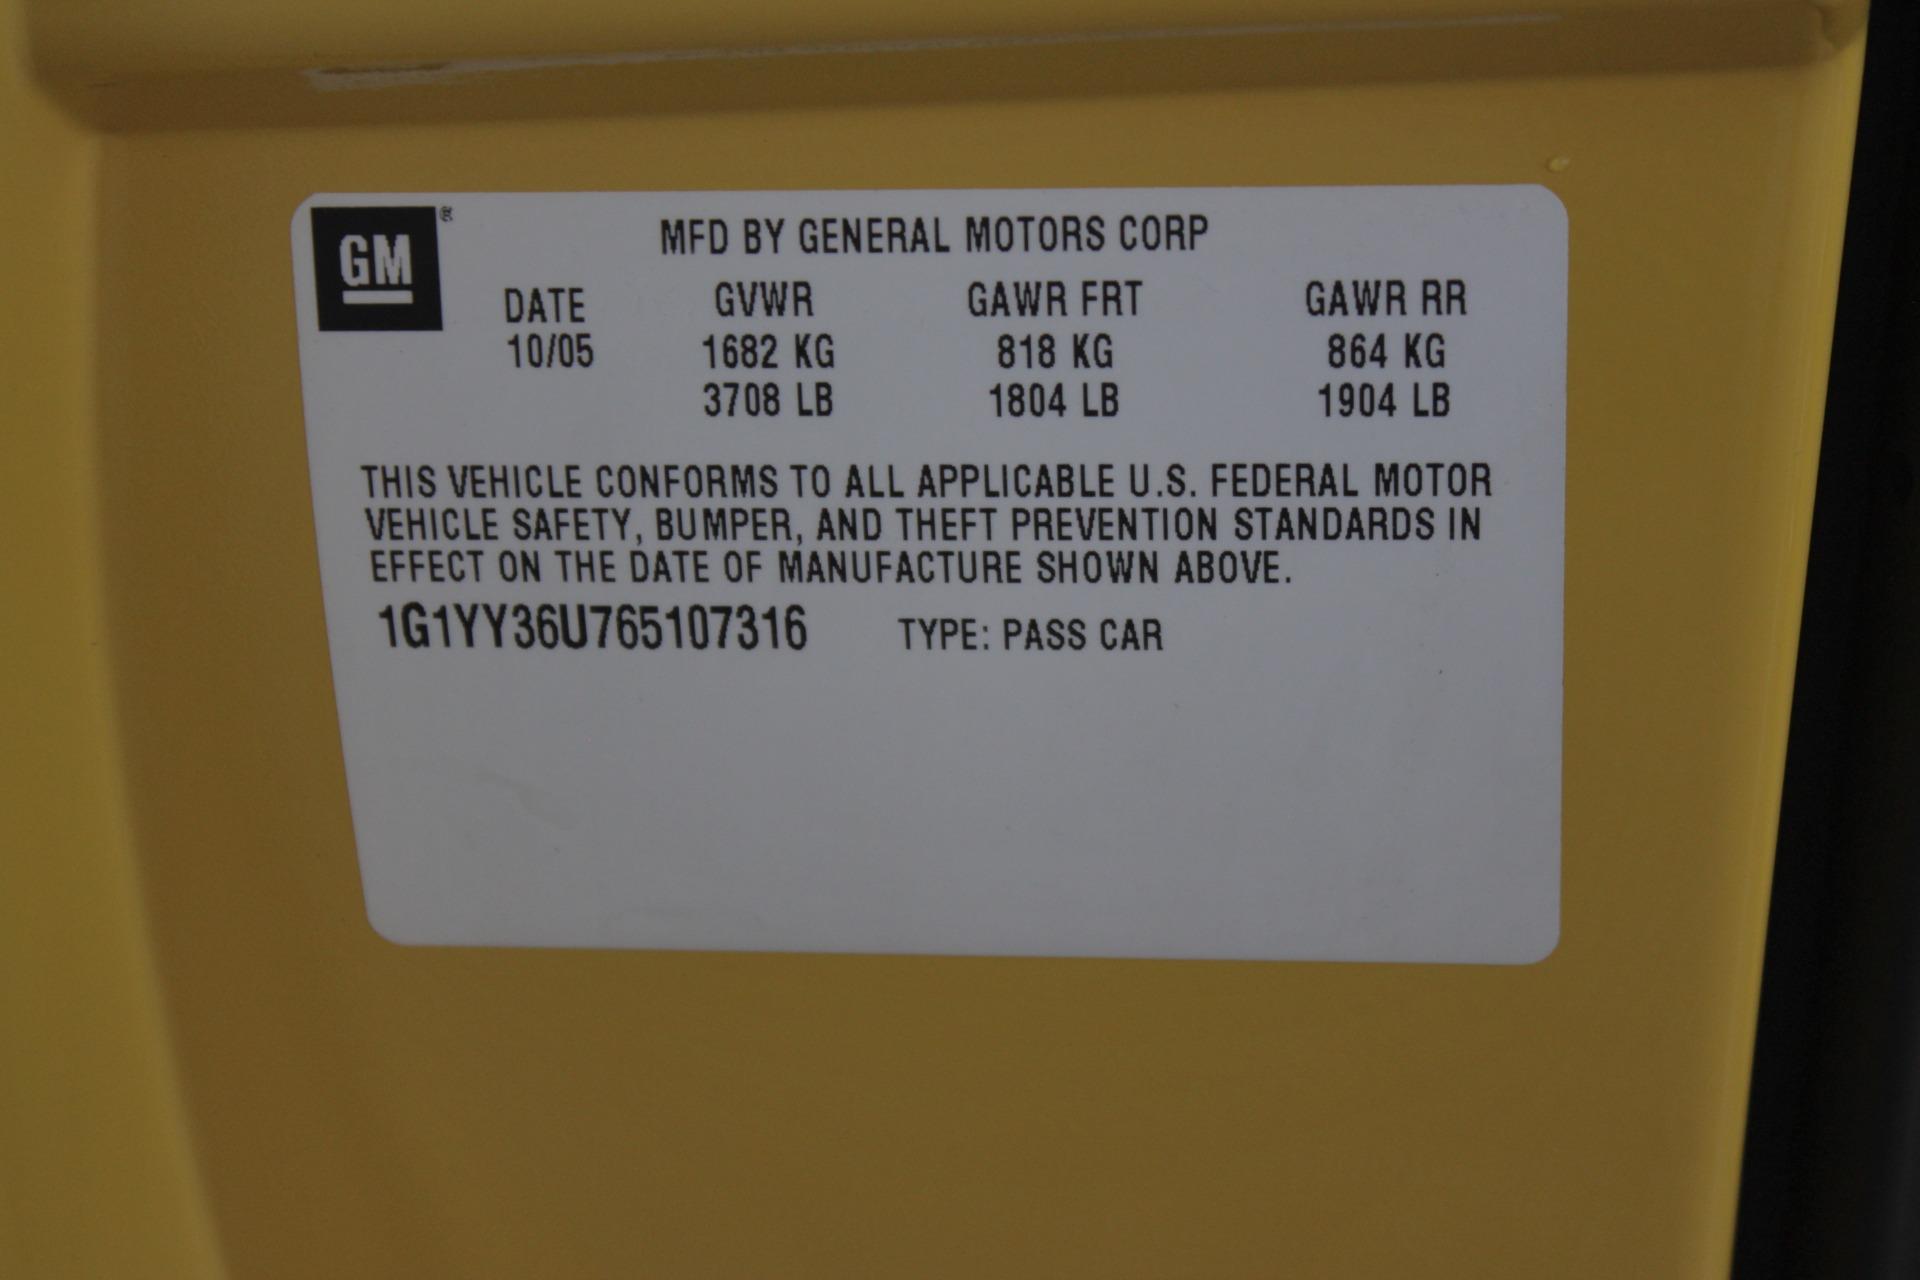 GM ®
MFD BY GENERAL MOTORS CORP
DATE GVWR GAWR FRT GAWR RR
10/05 1682 KG 818 KG 864 KG
3708 LB 1804 LB 1904 LB
THIS VEHICLE CONFORMS TO ALL APPLICABLE U.S. FEDERAL MOTOR
VEHICLE SAFETY, BUMPER, AND THEFT PREVENTION STANDARDS IN
EFFECT ON THE DATE OF MANUFACTURE SHOWN ABOVE.
1G1YY36U765107316 TYPE: PASS CAR